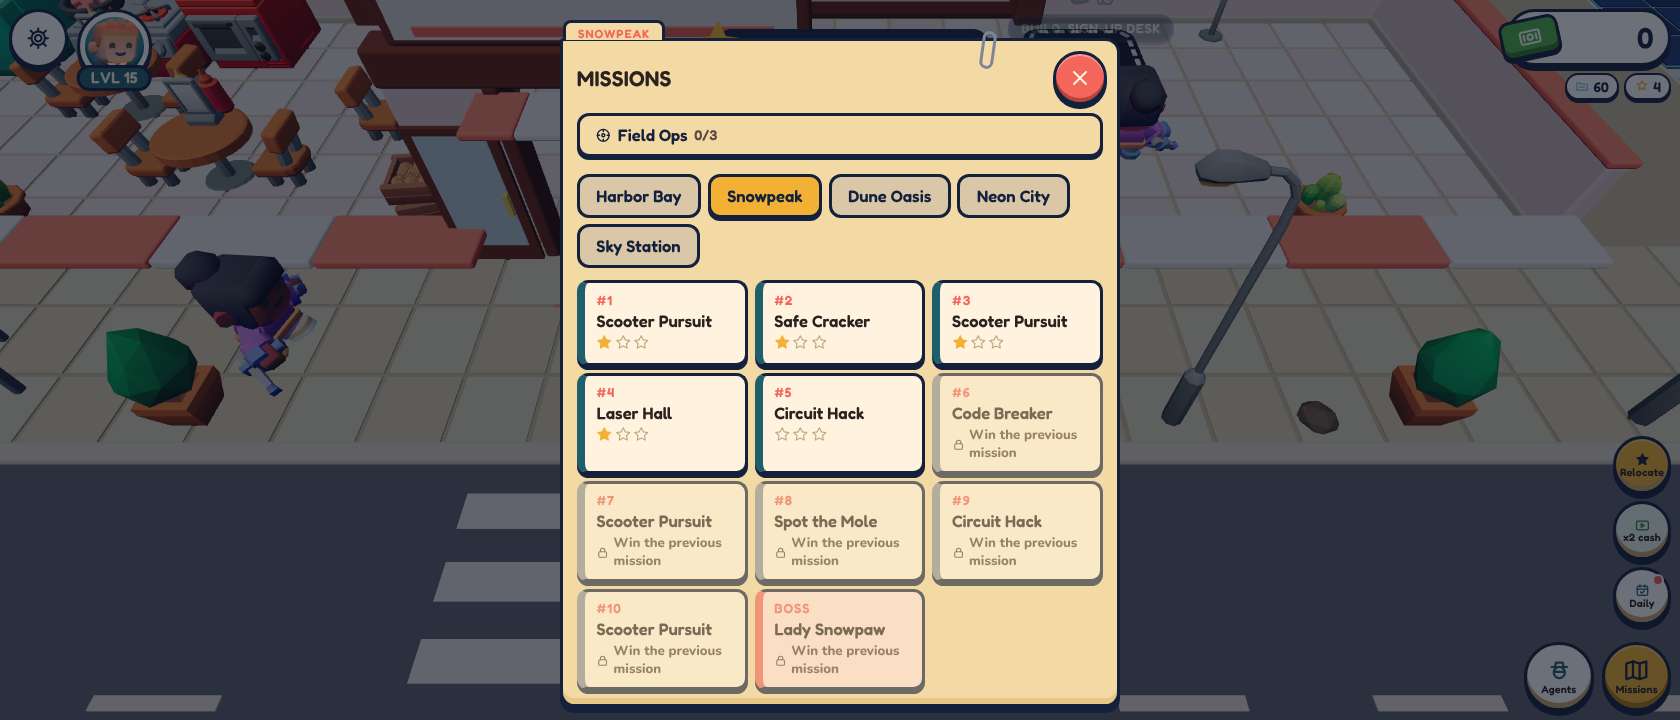 SNOWPEAK
BUILD SIGN-UP DESK
LVL 15
0
60
4
MISSIONS
Field Ops 0/3
Harbor Bay
Snowpeak
Dune Oasis
Neon City
Sky Station
#1
Scooter Pursuit
#2
Safe Cracker
#3
Scooter Pursuit
#4
Laser Hall
#5
Circuit Hack
#6
Code Breaker
Win the previous
mission
#7
Scooter Pursuit
Win the previous
mission
#8
Spot the Mole
Win the previous
mission
#9
Circuit Hack
Win the previous
mission
#10
Scooter Pursuit
Win the previous
mission
BOSS
Lady Snowpaw
Win the previous
mission
Relocate
x2 cash
Daily
Agents
Missions